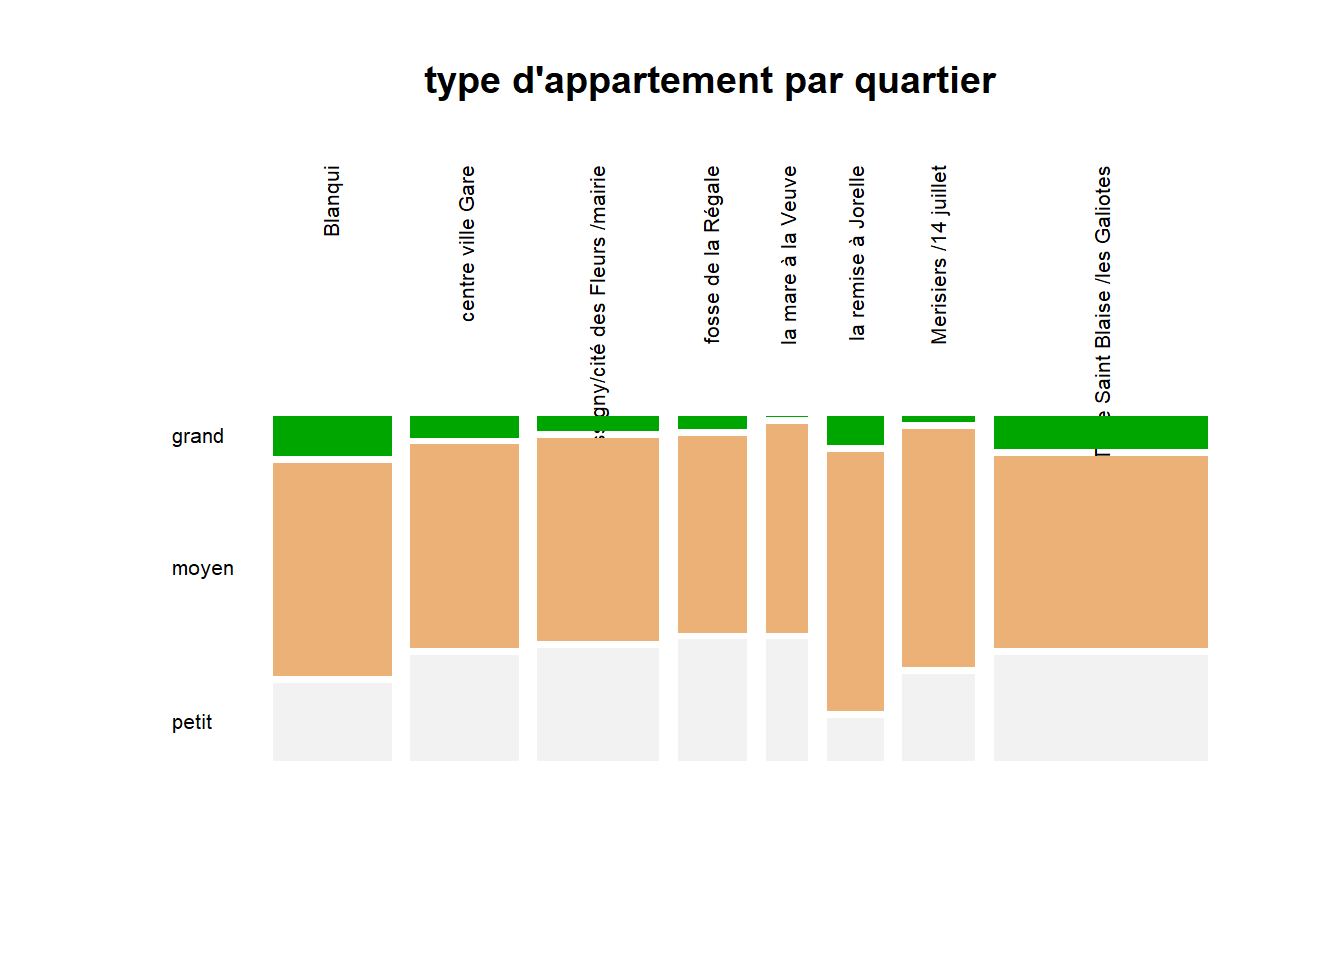 type d'appartement par quartier
Blanqui
centre ville Gare
/cité des Fleurs /mairie
fosse de la Régale
la mare à la Veuve
la remise à Jorelle
Merisiers /14 juillet
Saint Blaise /les Galiotes
grand
moyen
petit